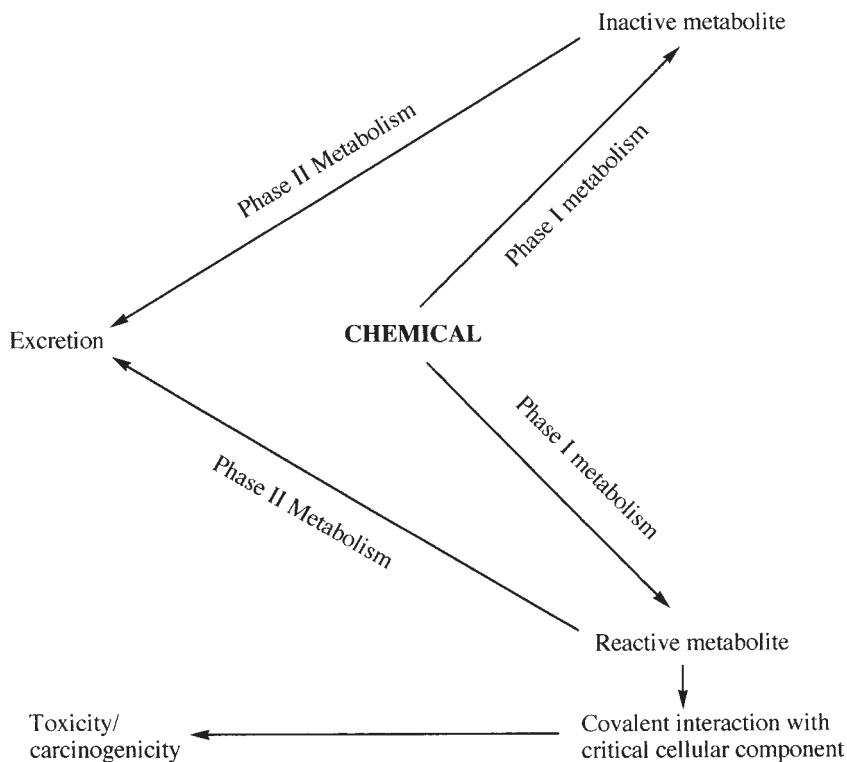 Inactive metabolite
Phase II Metabolism
Phase I metabolism
Excretion
CHEMICAL
Phase I metabolism
Phase II Metabolism
Reactive metabolite
Toxicity/
carcinogenicity
Covalent interaction with
critical cellular component